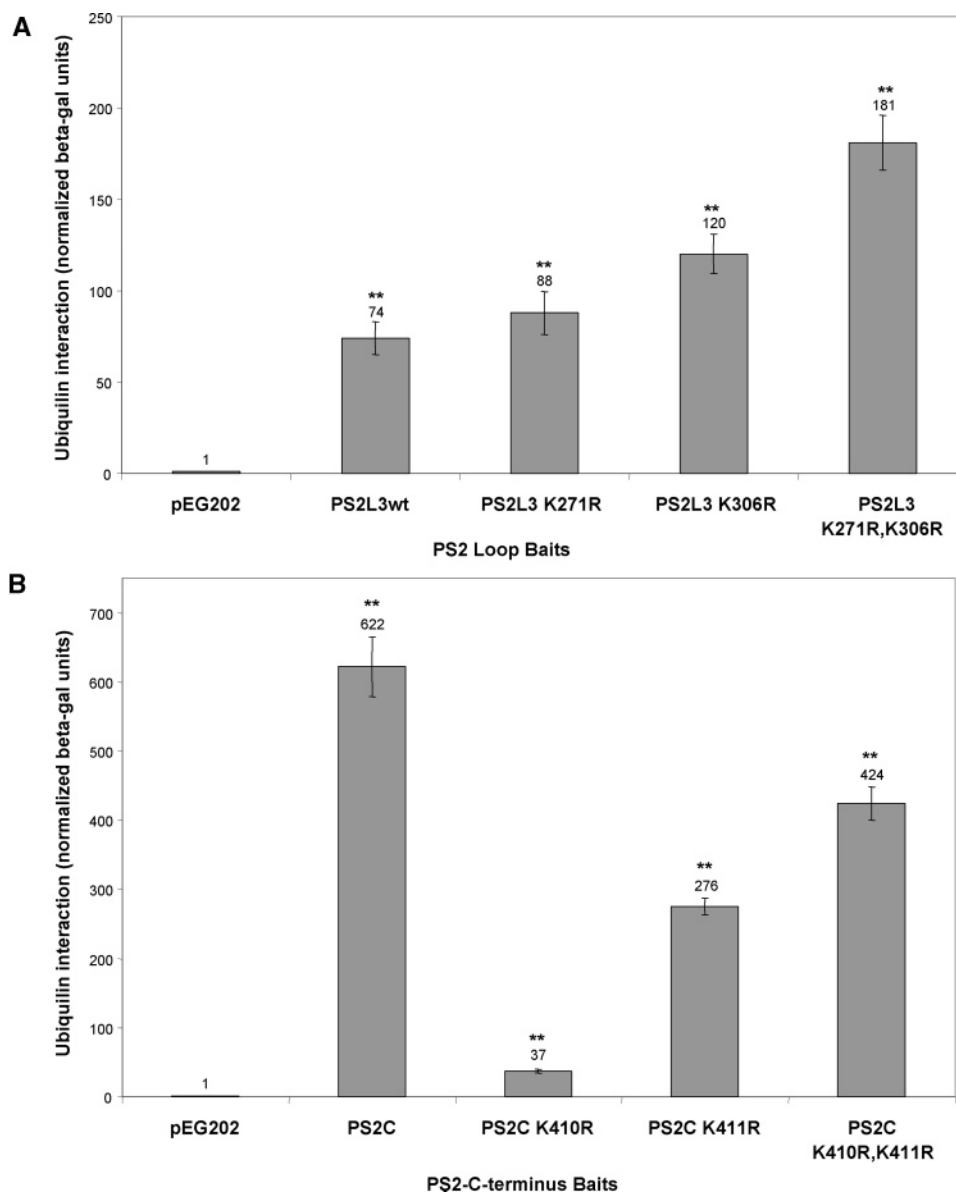 A
Ubiquilin interaction (normalized beta-gal units)
250
200
150
100
50
0
1
**
74
**
88
**
120
**
181
pEG202
PS2L3wt
PS2L3 K271R
PS2L3 K306R
PS2L3
K271R,K306R
PS2 Loop Baits
B
Ubiquilin interaction (normalized beta-gal units)
700
600
500
400
300
200
100
0
1
**
622
**
37
**
276
**
424
pEG202
PS2C
PS2C K410R
PS2C K411R
PS2C
K410R,K411R
PS2-C-terminus Baits